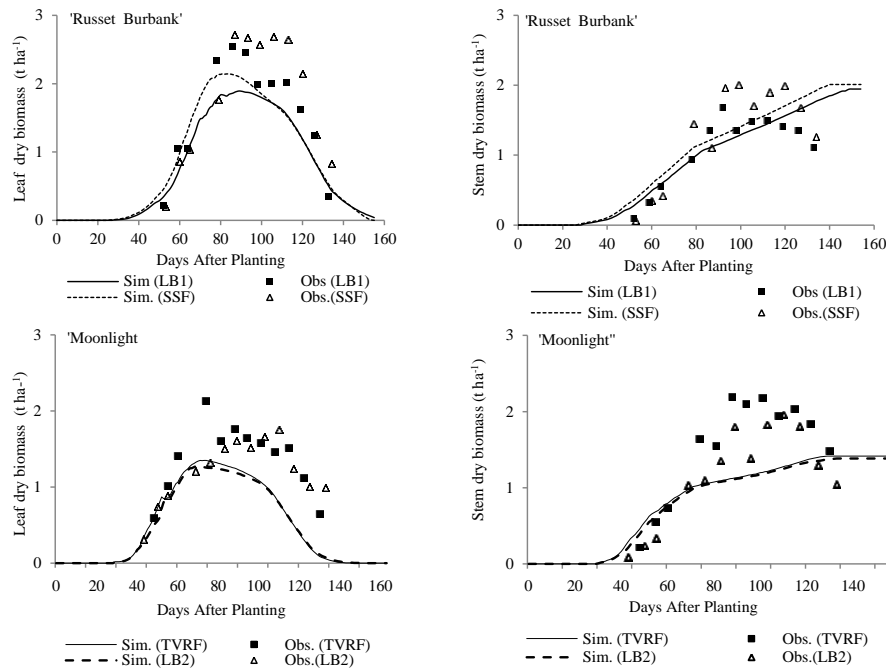 'Russet Burbank'
Leaf dry biomass (t ha-1)
3
2
1
0
0 20 40 60 80 100 120 140 160
Days After Planting
Sim (LB1) Obs (LB1)
Sim. (SSF) Obs.(SSF)
'Russet Burbank'
Stem dry biomass (t ha-1)
3
2
1
0
0 20 40 60 80 100 120 140 160
Days After Planting
Sim (LB1) Obs (LB1)
Sim. (SSF) Obs.(SSF)
'Moonlight
Leaf dry biomass (t ha-1)
3
2
1
0
0 20 40 60 80 100 120 140 160
Days After Planting
Sim. (TVRF) Obs. (TVRF)
Sim. (LB2) Obs.(LB2)
'Moonlight"
Stem dry biomass (t ha-1)
3
2
1
0
0 20 40 60 80 100 120 140
Days After Planting
Sim. (TVRF) Obs. (TVRF)
Sim. (LB2) Obs.(LB2)